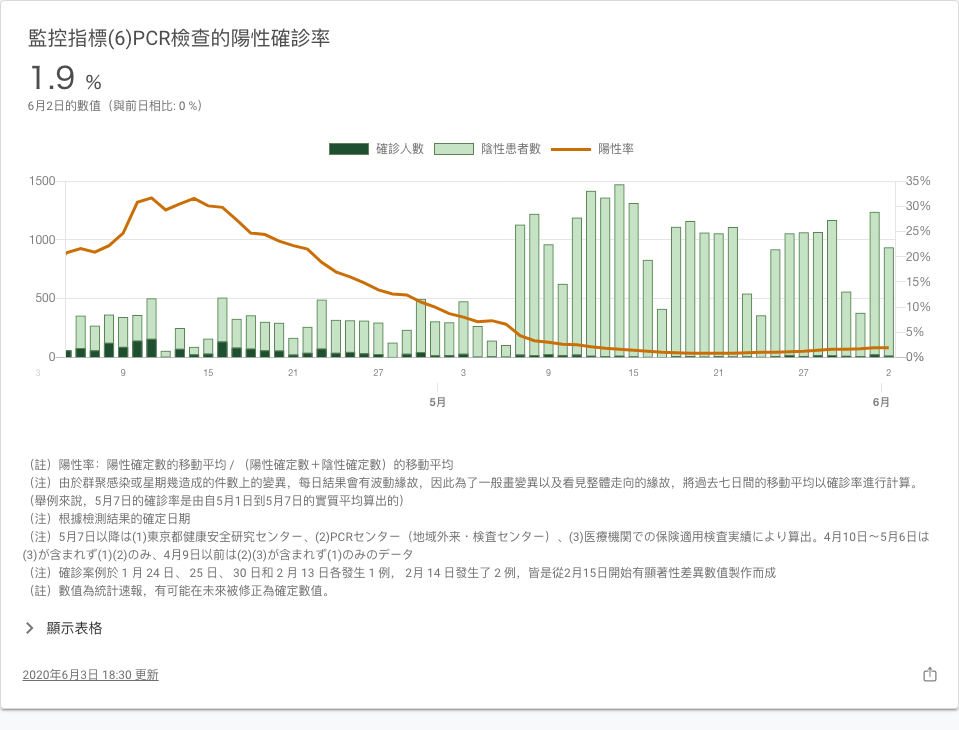 監控指標(6)PCR檢查的陽性確診率
1.9 %
6月2日的數值（與前日相比: 0 %）
確診人數 陰性患者數 陽性率
1500 35%
30%
1000 25%
20%
15%
500 10%
5%
0 0%
3 9 15 21 27 3 9 15 21 27 2
5月 6月
（註）陽性率：陽性確定數的移動平均 / （陽性確定數＋陰性確定數）的移動平均
（注）由於群聚感染或星期幾造成的件數上的變異，每日結果會有波動緣故，因此為了一般畫變異以及看見整體走向的緣故，將過去七日間的移動平均以確診率進行計算。
（舉例來說，5月7日的確診率是由自5月1日到5月7日的實質平均算出的）
（注）根據檢測結果的確定日期
（注）5月7日以降は(1)東京都健康安全研究センター、(2)PCRセンター（地域外来・検査センター）、(3)医療機関での保険適用検査実績により算出。4月10日～5月6日は
(3)が含まれず(1)(2)のみ、4月9日以前は(2)(3)が含まれず(1)のみのデータ
（注）確診案例於 1 月 24 日、 25 日、 30 日和 2 月 13 日各發生 1 例， 2月 14 日發生了 2 例，皆是從2月15日開始有顯著性差異數值製作而成
（註）數值為統計速報，有可能在未來被修正為確定數值。
顯示表格
2020年6月3日 18:30 更新